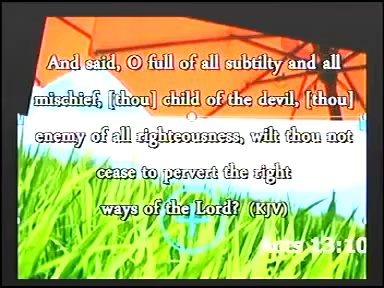 And said, O full of all subtilty and all
mischief, [thou] child of the devil, [thou]
enemy of all righteousness, wilt thou not
cease to pervert the right
ways of the Lord? (KJV)
Acts 13:10